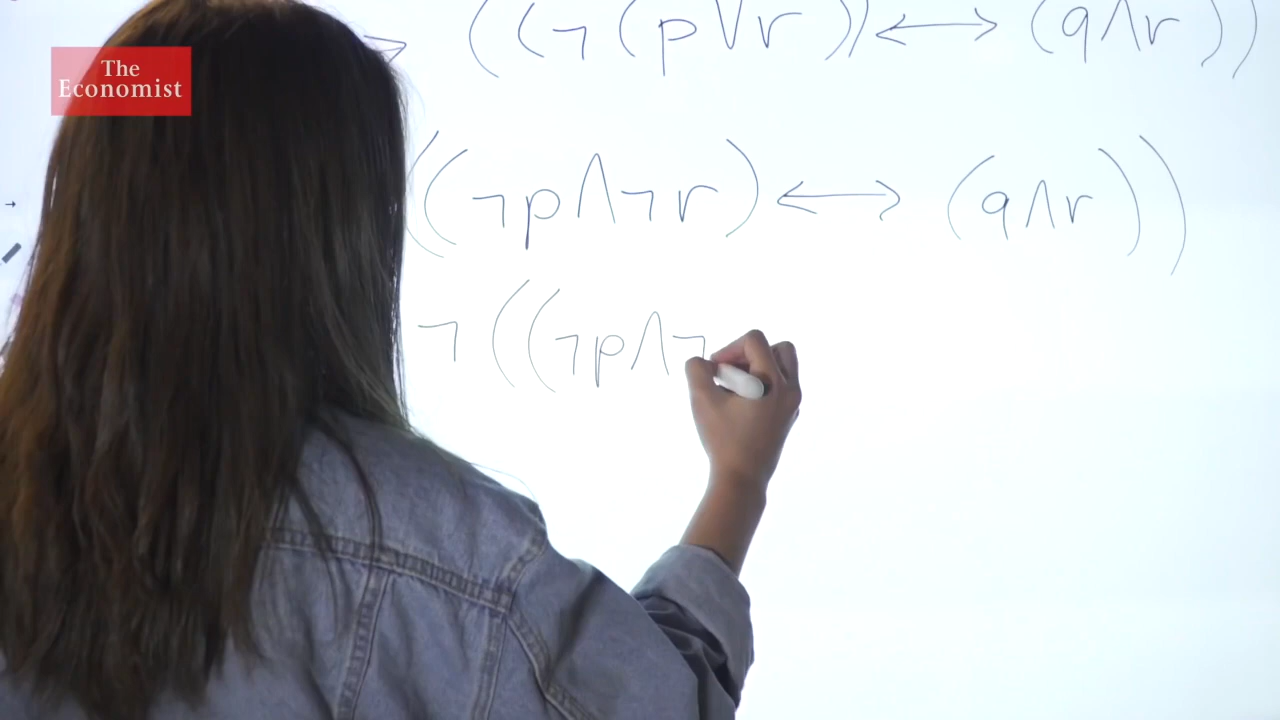 The
Economist
→ ((¬(p∨r)) ⟷ (q∧r))
((¬p∧¬r) ⟷ (q∧r))
¬((¬p∧¬